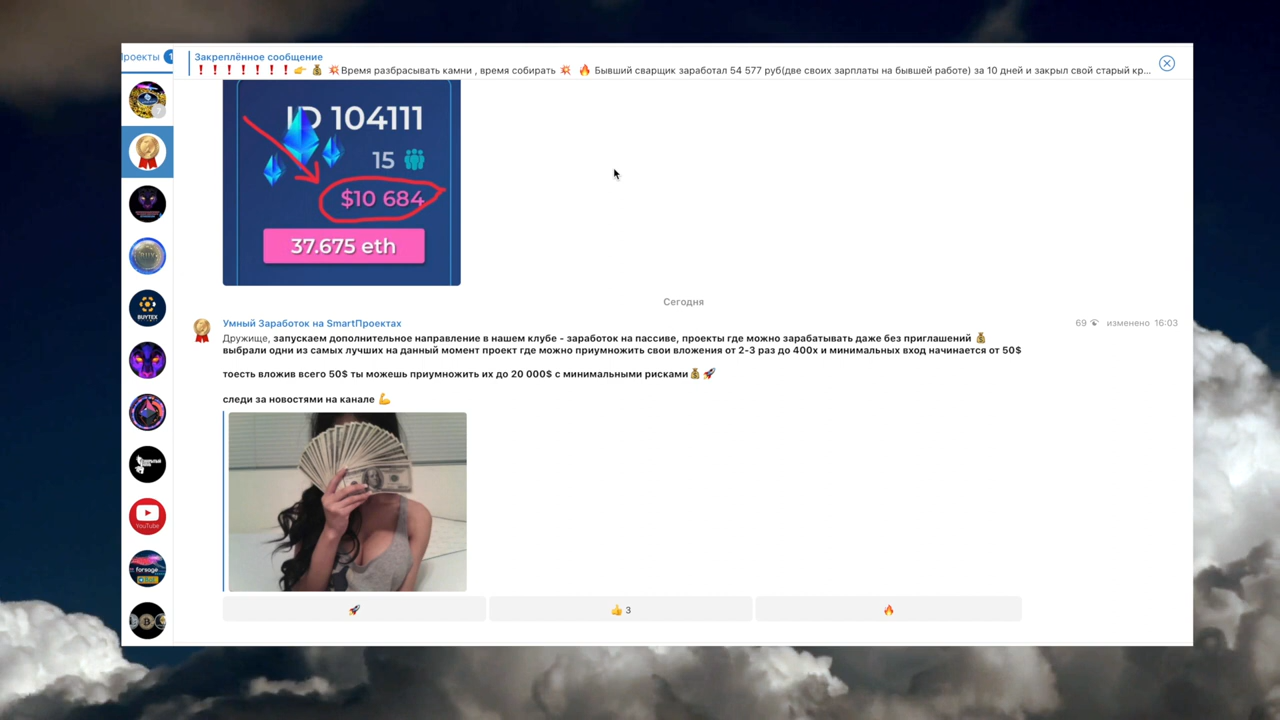 Проекты 1
Закреплённое сообщение
❗❗❗❗❗❗❗👉💰 💥Время разбрасывать камни , время собирать 💥 🔥 Бывший сварщик заработал 54 577 руб(две своих зарплаты на бывшей работе) за 10 дней и закрыл свой старый кр...
ID 104111
15
$10 684
37.675 eth
Сегодня
Умный Заработок на SmartПроектах
69 изменено 16:03
Дружище, запускаем дополнительное направление в нашем клубе - заработок на пассиве, проекты где можно зарабатывать даже без приглашений 💰
выбрали одни из самых лучших на данный момент проект где можно приумножить свои вложения от 2-3 раз до 400х и минимальных вход начинается от 50$
тоесть вложив всего 50$ ты можешь приумножить их до 20 000$ с минимальными рисками💰🚀
следи за новостями на канале 💪
🚀 👍 3 🔥
BUYTEX
YouTube
forsage